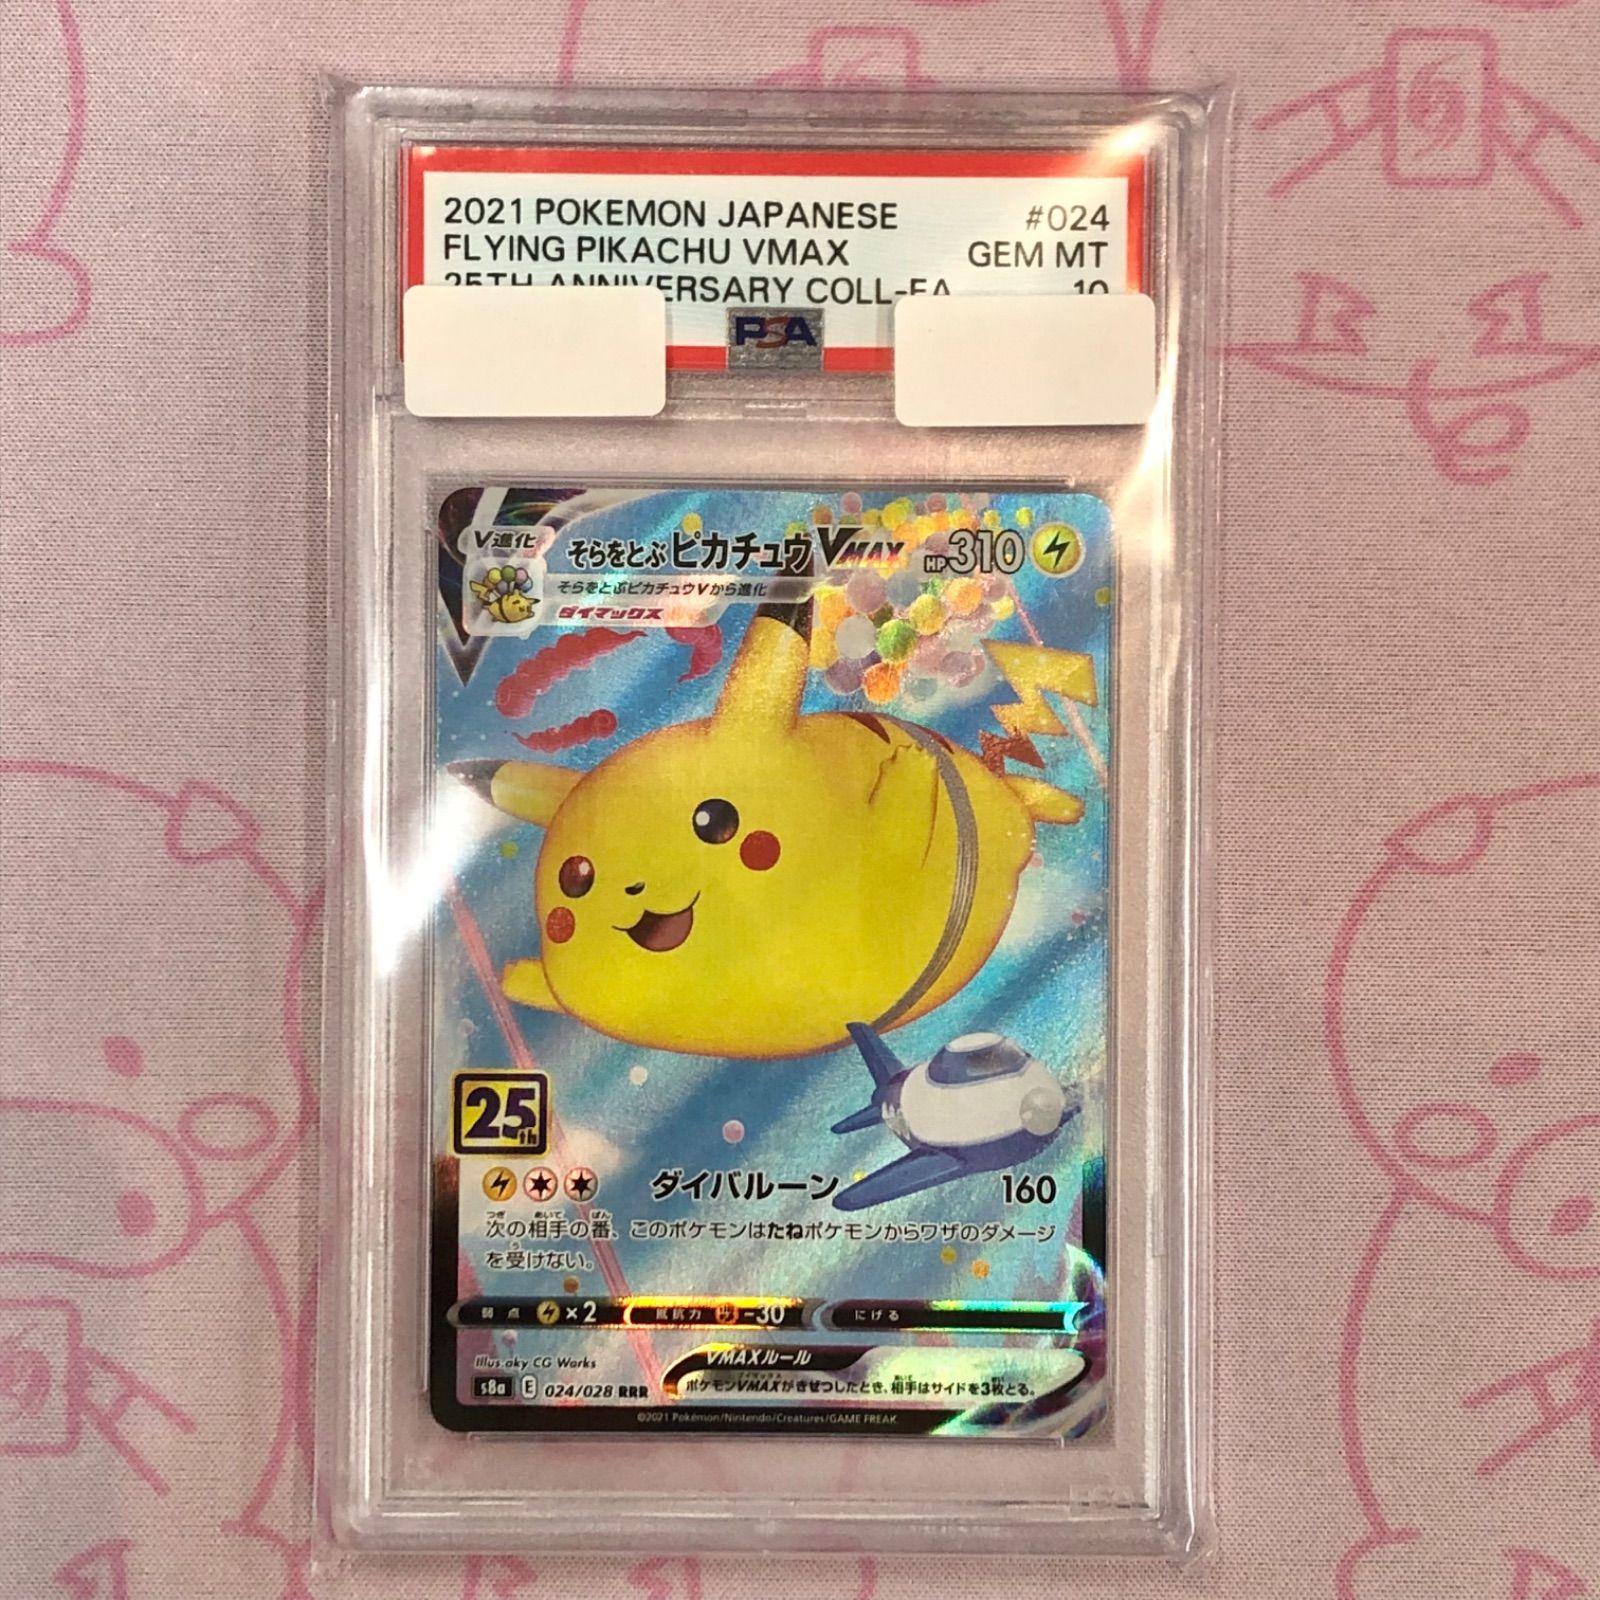 2021 POKEMON JAPANESE #024
FLYING PIKACHU VMAX GEM MT
25TH ANNIVERSARY COLL-EA 10
PSA
V進化
そらをとぶピカチュウVMAX HP310
そらをとぶピカチュウVから進化
ダイマックス
25th
ダイバルーン 160
次の相手の番、このポケモンはたねポケモンからワザのダメージ
を受けない。
弱点 ×2 抵抗力 -30 にげる
Illus. aky CG Works
VMAXルール
s8a E 024/028 RRR
ポケモンVMAXがきぜつしたとき、相手はサイドを3枚とる。
©2021 Pokémon/Nintendo/Creatures/GAME FREAK.